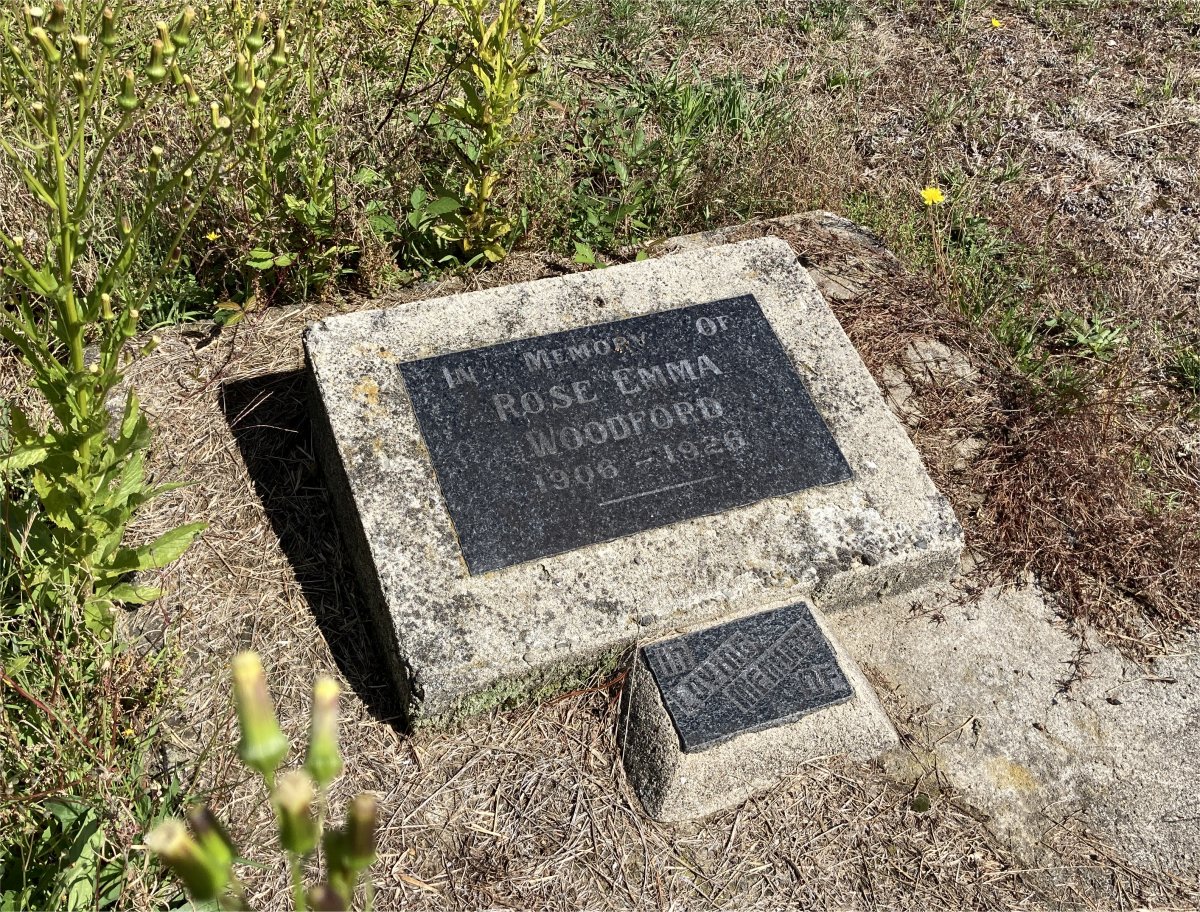 IN MEMORY OF
ROSE EMMA
WOODFORD
1906 - 1926
IN
LOVING
MEMORY
OF